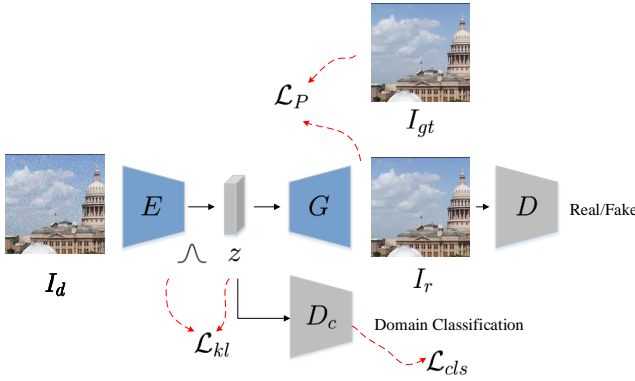 ℒ_P
I_gt
E
G
D
Real/Fake
I_d
z
I_r
D_c
Domain Classification
ℒ_kl
ℒ_cls